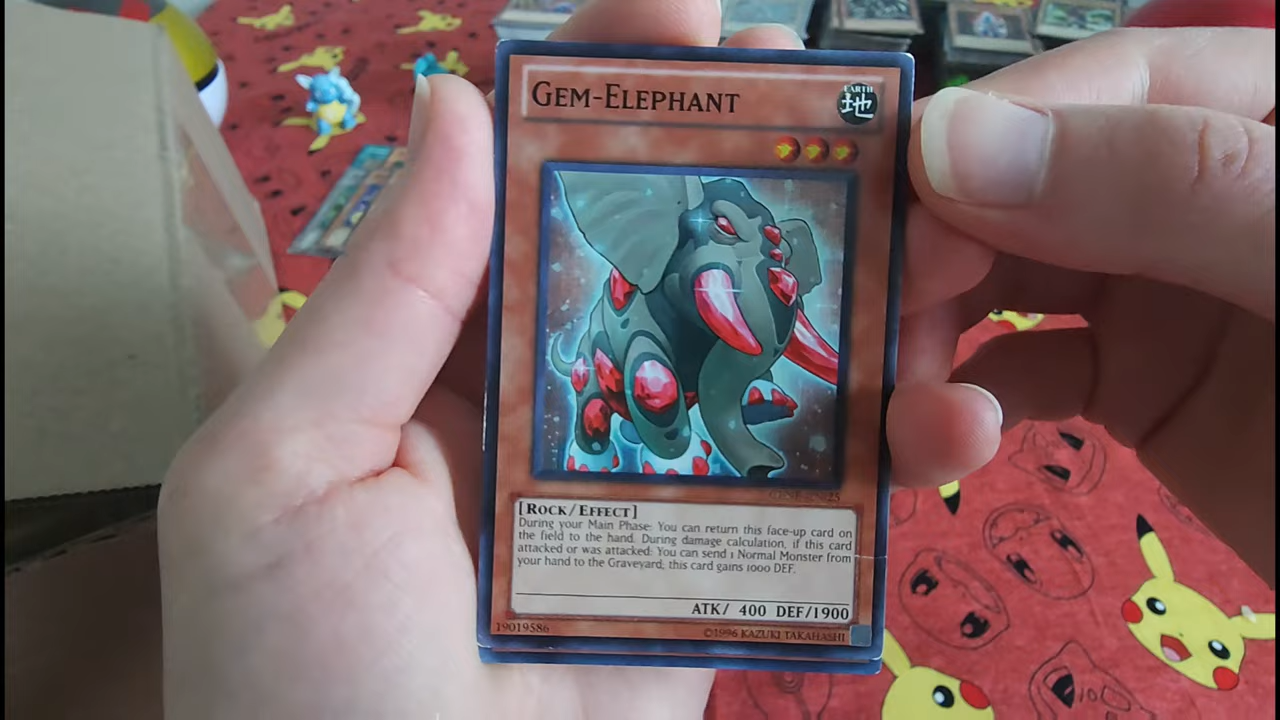 GEM-ELEPHANT
EARTH
地
[ROCK/EFFECT]
During your Main Phase: You can return this face-up card on
the field to the hand. During damage calculation, if this card
attacked or was attacked: You can send 1 Normal Monster from
your hand to the Graveyard; this card gains 1000 DEF.
ATK/ 400 DEF/1900
19019586
©1996 KAZUKI TAKAHASHI